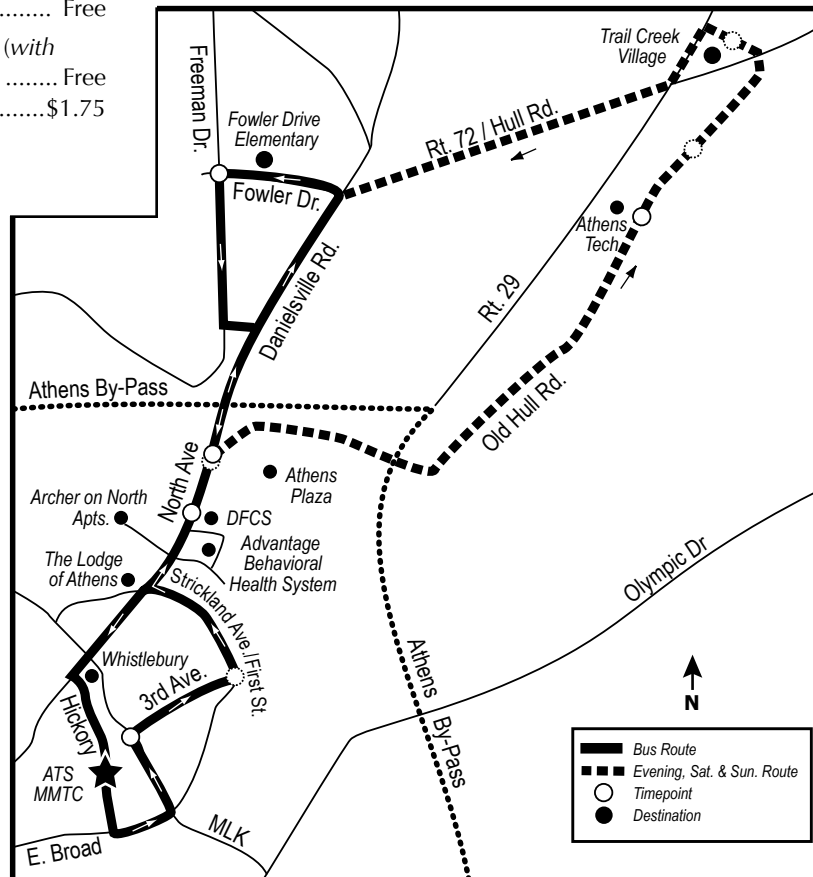 ......... Free
(with
........ Free
......$1.75
Trail Creek
Village
Freeman Dr.
Fowler Drive
Elementary
Rt. 72 / Hull Rd.
Fowler Dr.
Athens
Tech
Danielsville Rd.
Rt. 29
Athens By-Pass
Old Hull Rd.
North Ave
Athens
Plaza
Archer on North
Apts.
DFCS
Advantage
Behavioral
Health System
The Lodge
of Athens
Olympic Dr
Strickland Ave./First St.
Whistlebury
3rd Ave.
Athens By-Pass
N
Hickory
ATS
MMTC
Bus Route
Evening, Sat. & Sun. Route
Timepoint
Destination
MLK
E. Broad